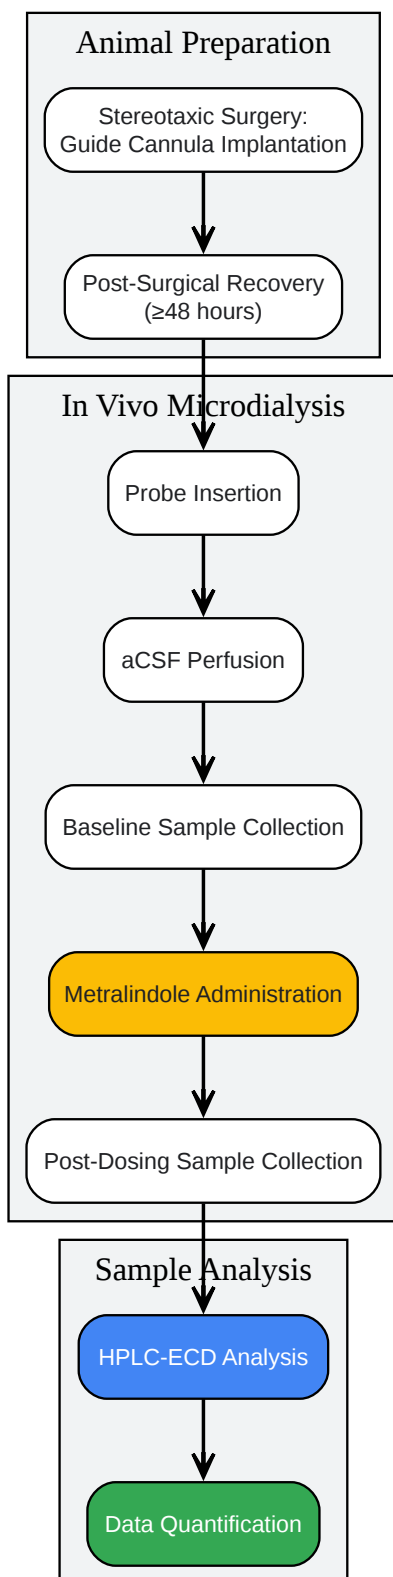 Animal Preparation
Stereotaxic Surgery:
Guide Cannula Implantation
Post-Surgical Recovery
(≥48 hours)
In Vivo Microdialysis
Probe Insertion
aCSF Perfusion
Baseline Sample Collection
Metralindole Administration
Post-Dosing Sample Collection
Sample Analysis
HPLC-ECD Analysis
Data Quantification